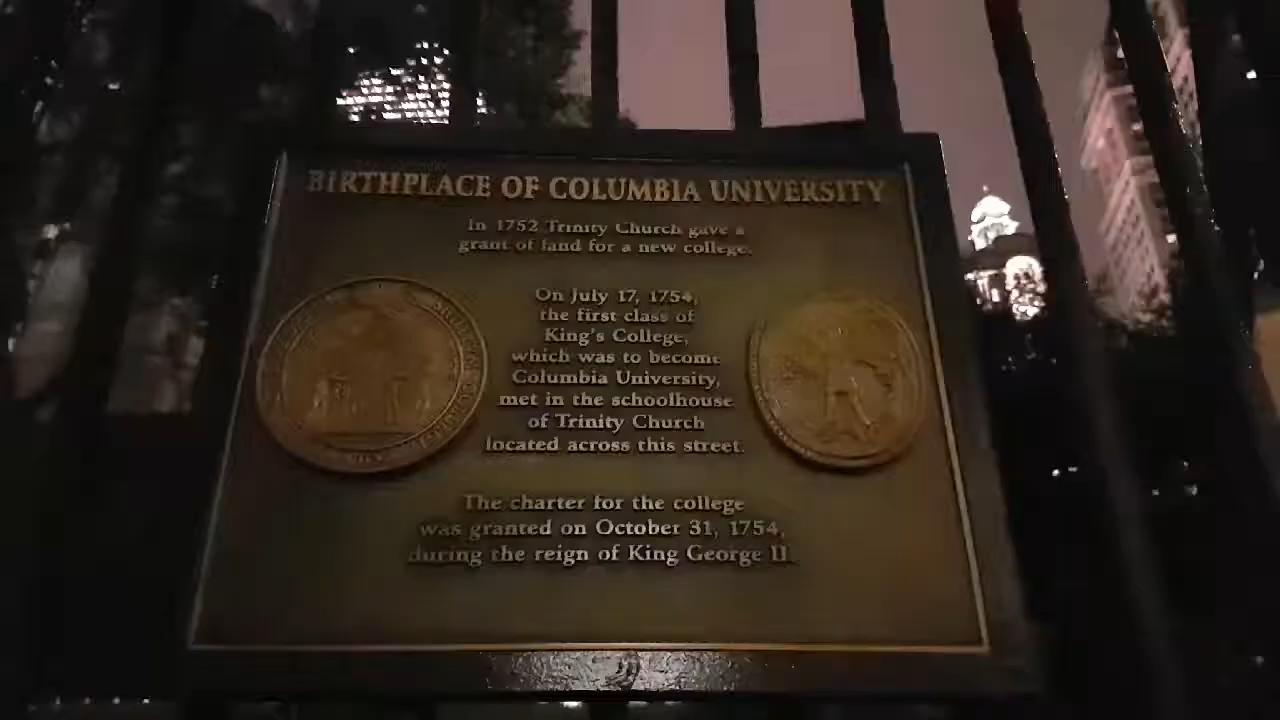 BIRTHPLACE OF COLUMBIA UNIVERSITY
In 1752 Trinity Church gave a
grant of land for a new college.
On July 17, 1754,
the first class of
King's College,
which was to become
Columbia University,
met in the schoolhouse
of Trinity Church
located across this street.
The charter for the college
was granted on October 31, 1754,
during the reign of King George II.